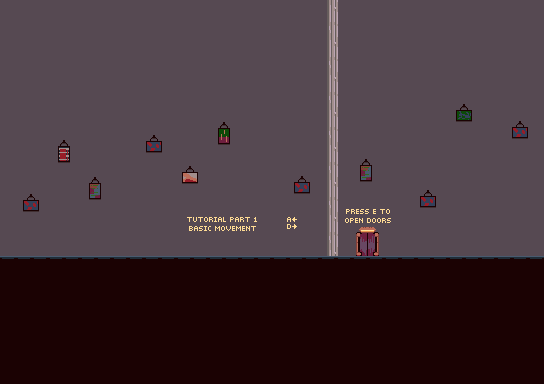 TUTORIAL PART 1
BASIC MOVEMENT
A←
D→
PRESS E TO
OPEN DOORS